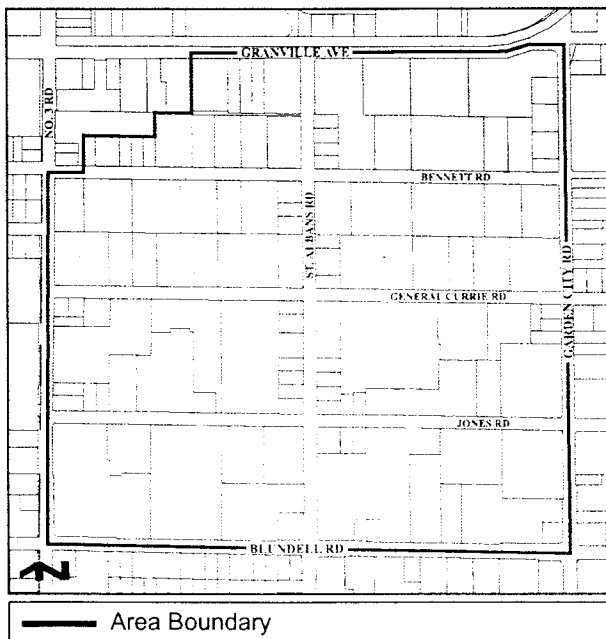 GRANVILLE AVE
NO. 3 RD
BENNETT RD
ST. ALBANS RD
GENERAL CURRIE RD
GARDEN CITY RD
JONES RD
BLUNDELL RD
Area Boundary